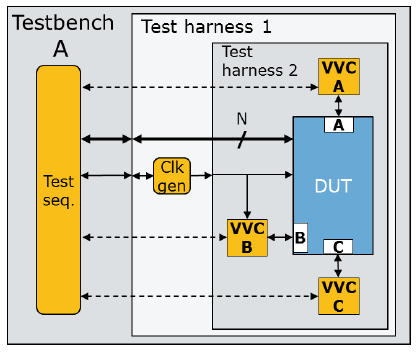 Testbench
A
Test harness 1
Test
harness 2
VVC
A
A
N
Test
seq.
Clk
gen
DUT
VVC
B
B
C
VVC
C